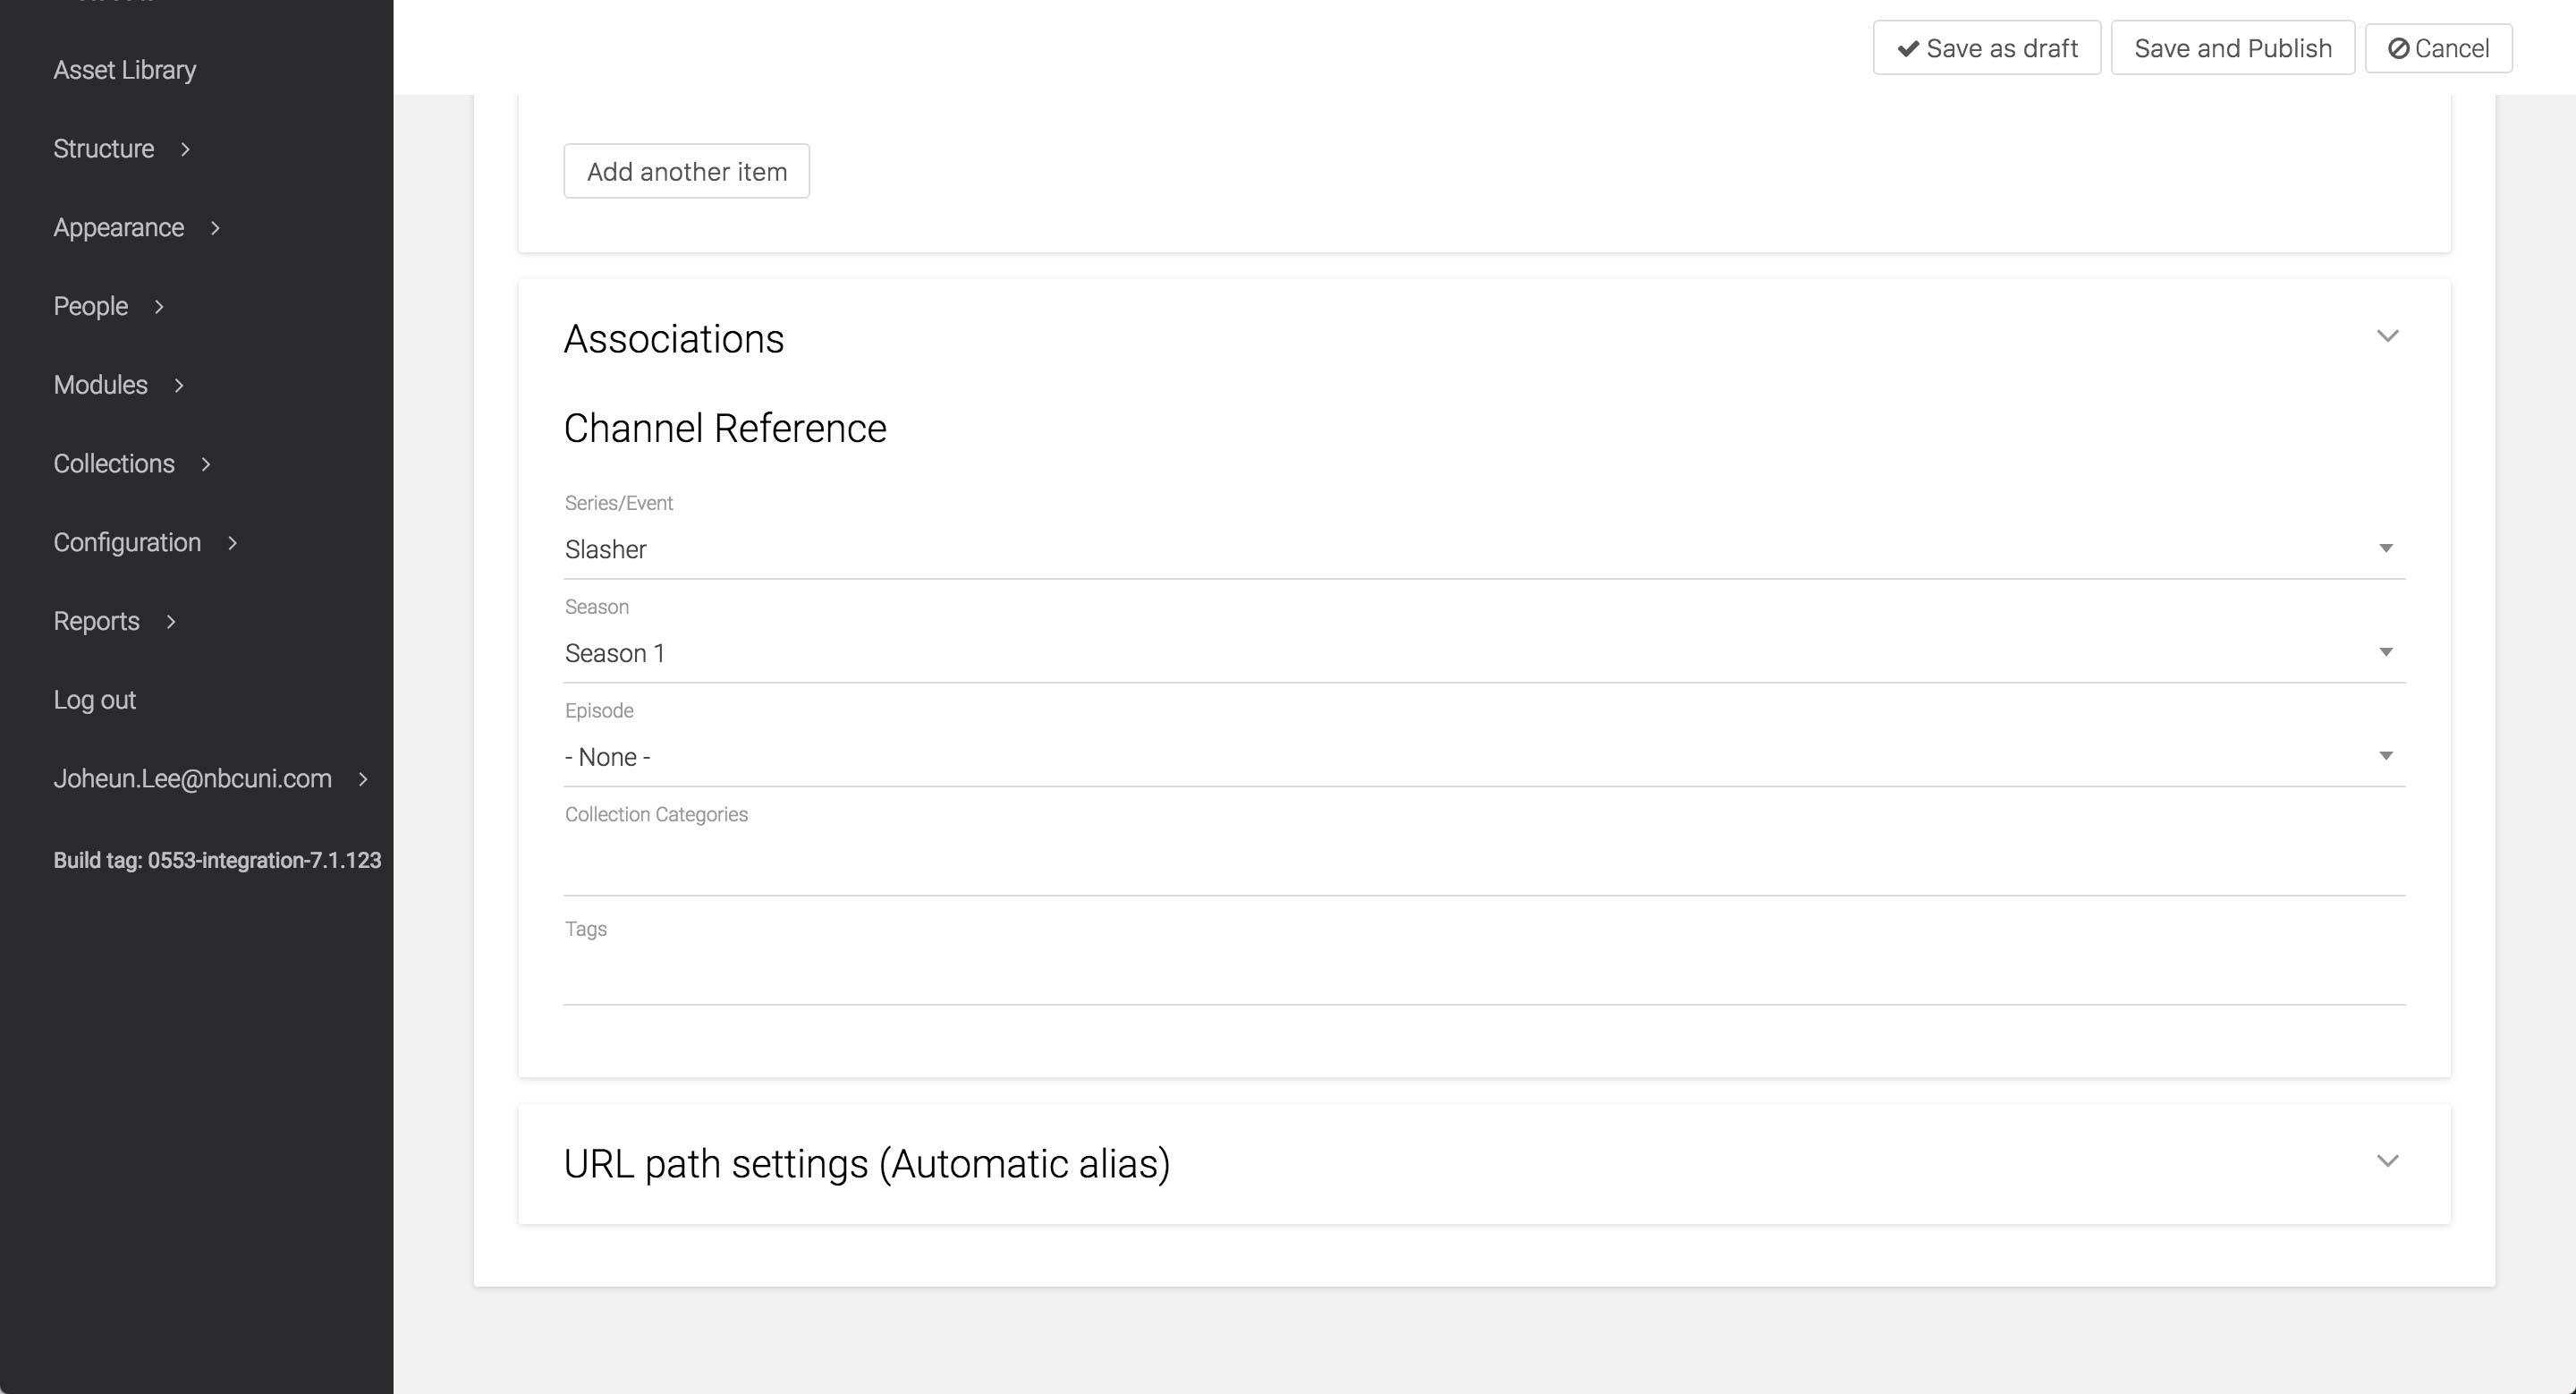 Asset Library
Structure
Appearance
People
Modules
Collections
Configuration
Reports
Log out
Joheun.Lee@nbcuni.com
Build tag: 0553-integration-7.1.123
Save as draft
Save and Publish
Cancel
Add another item
Associations
Channel Reference
Series/Event
Slasher
Season
Season 1
Episode
- None -
Collection Categories
Tags
URL path settings (Automatic alias)